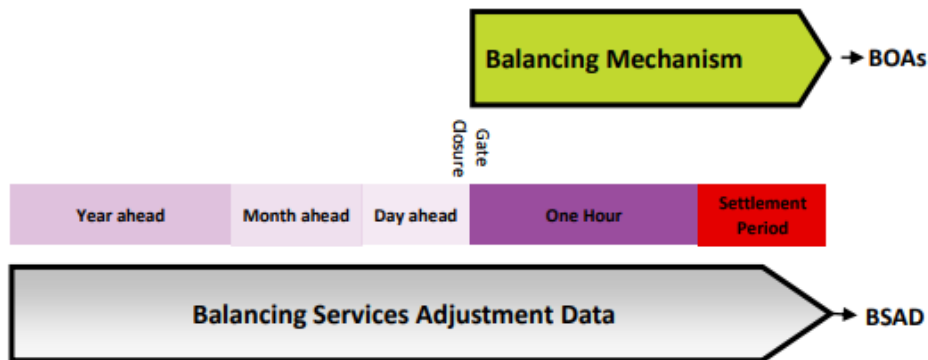 Balancing Mechanism
BOAs
Gate
Closure
Year ahead
Month ahead
Day ahead
One Hour
Settlement
Period
Balancing Services Adjustment Data
BSAD